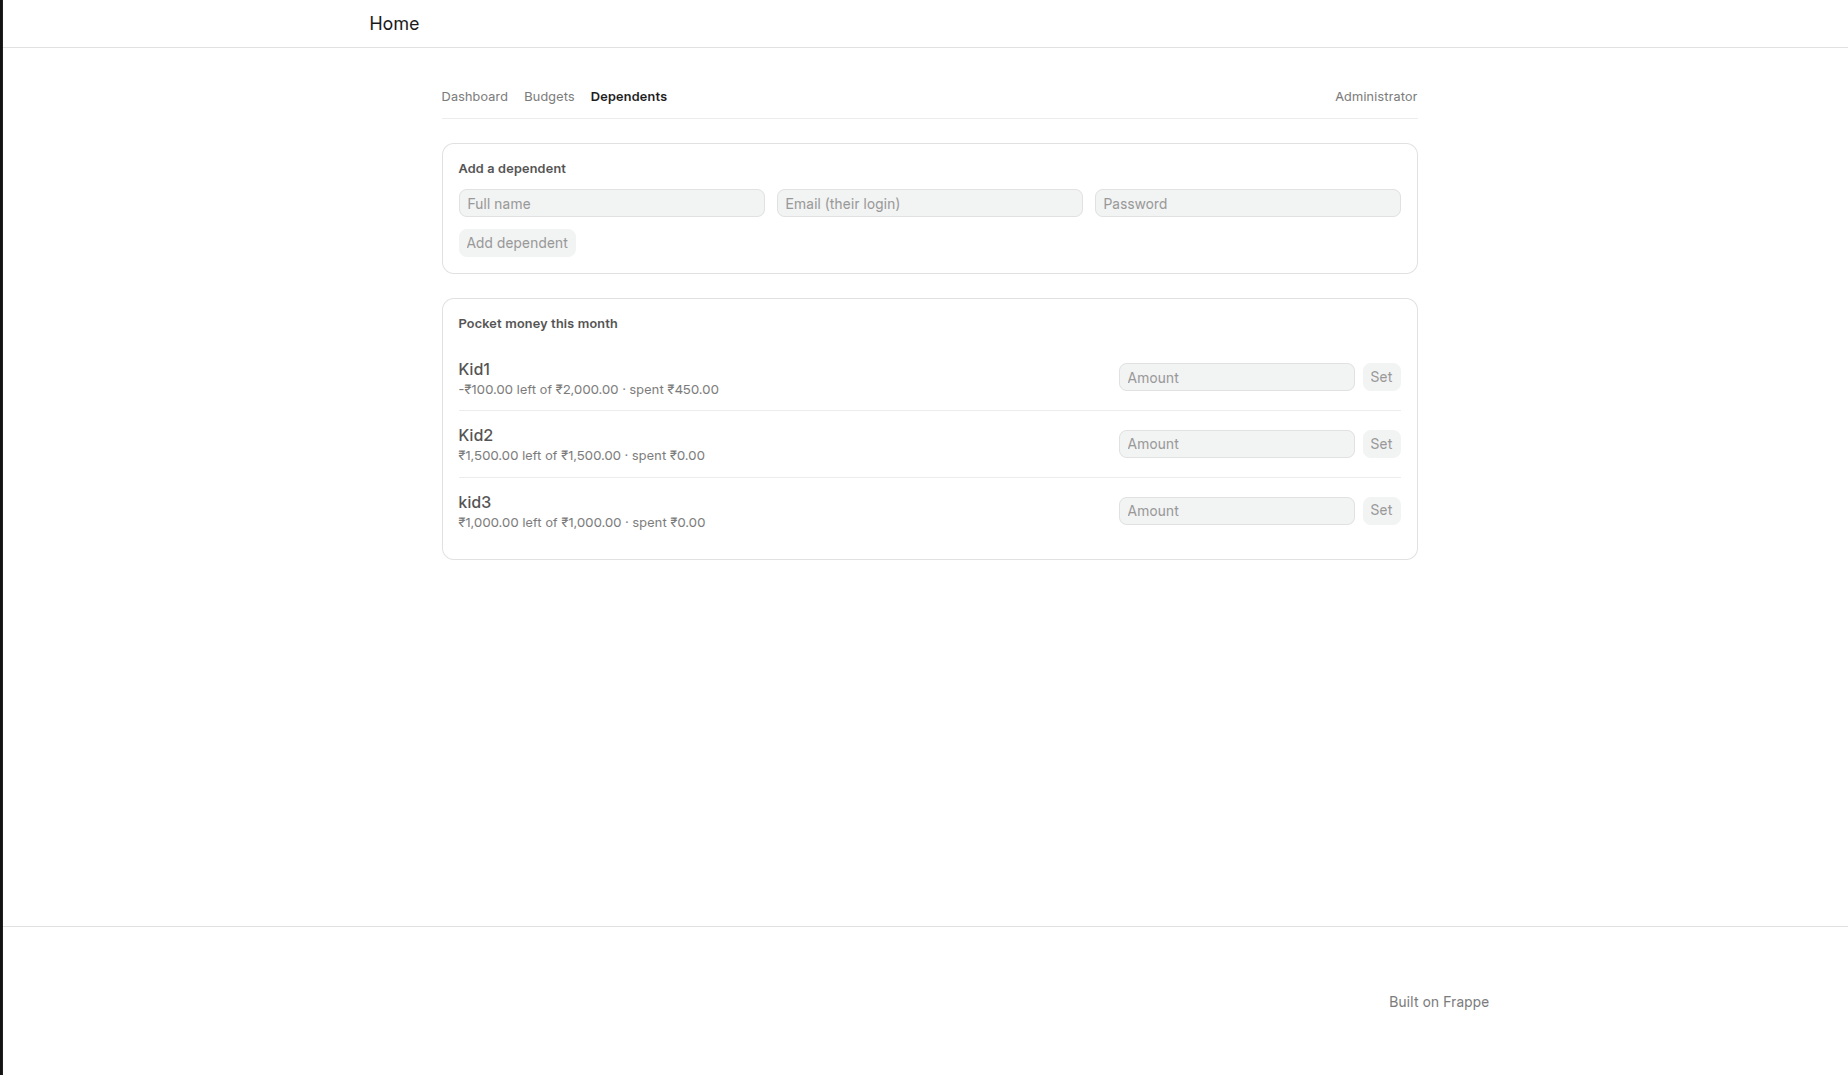 Home
Dashboard Budgets Dependents Administrator
Add a dependent
Full name Email (their login) Password
Add dependent
Pocket money this month
Kid1
-₹100.00 left of ₹2,000.00 · spent ₹450.00
Amount Set
Kid2
₹1,500.00 left of ₹1,500.00 · spent ₹0.00
Amount Set
kid3
₹1,000.00 left of ₹1,000.00 · spent ₹0.00
Amount Set
Built on Frappe